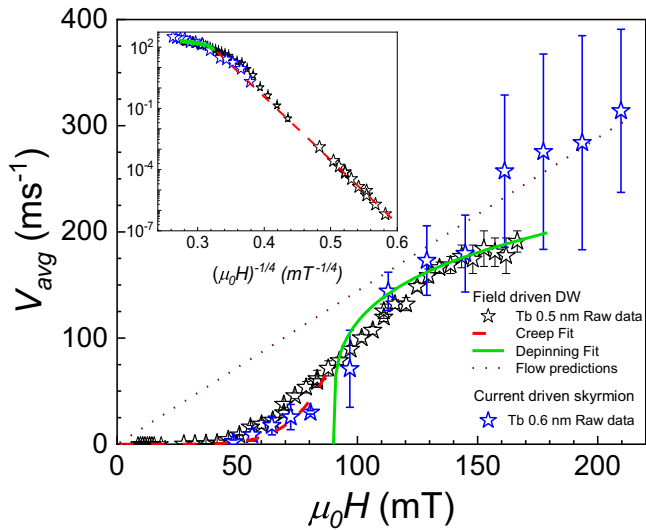 400
300
200
100
0
V_avg (ms⁻¹)
10²
10⁻¹
10⁻⁴
10⁻⁷
0.3 0.4 0.5 0.6
(μ₀H)⁻¹/⁴ (mT⁻¹/⁴)
Field driven DW
Tb 0.5 nm Raw data
Creep Fit
Depinning Fit
Flow predictions
Current driven skyrmion
Tb 0.6 nm Raw data
0 50 100 150 200
μ₀H (mT)